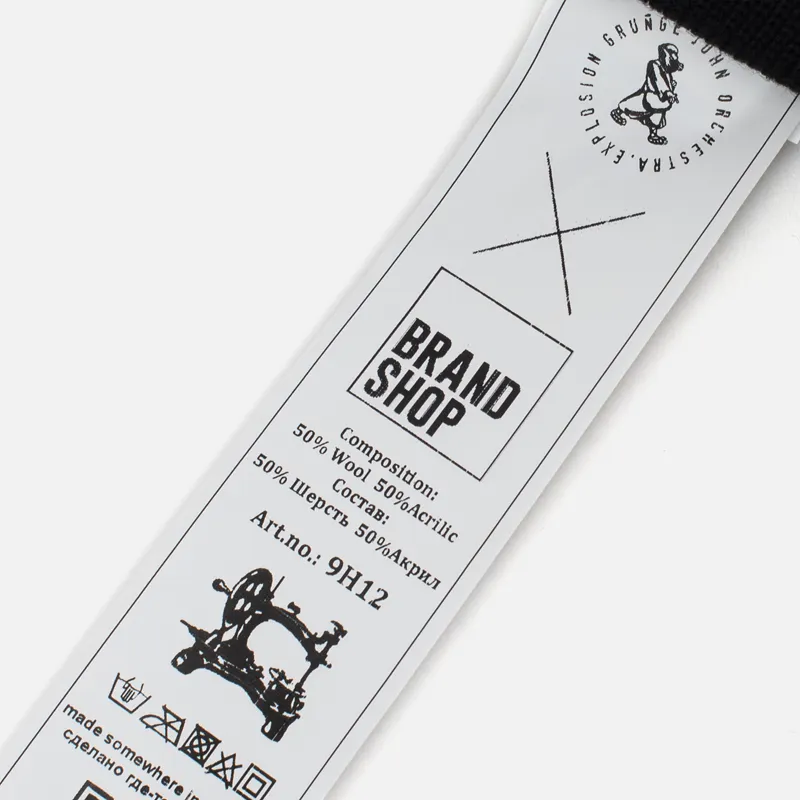 EXPLOSION GRUNGE JOHN ORCHESTRA.
BRAND
SHOP
Composition:
50% Wool 50%Acrilic
Состав:
50% Шерсть 50%Акрил
Art.no.: 9H12
made somewhere in
сделано где-то